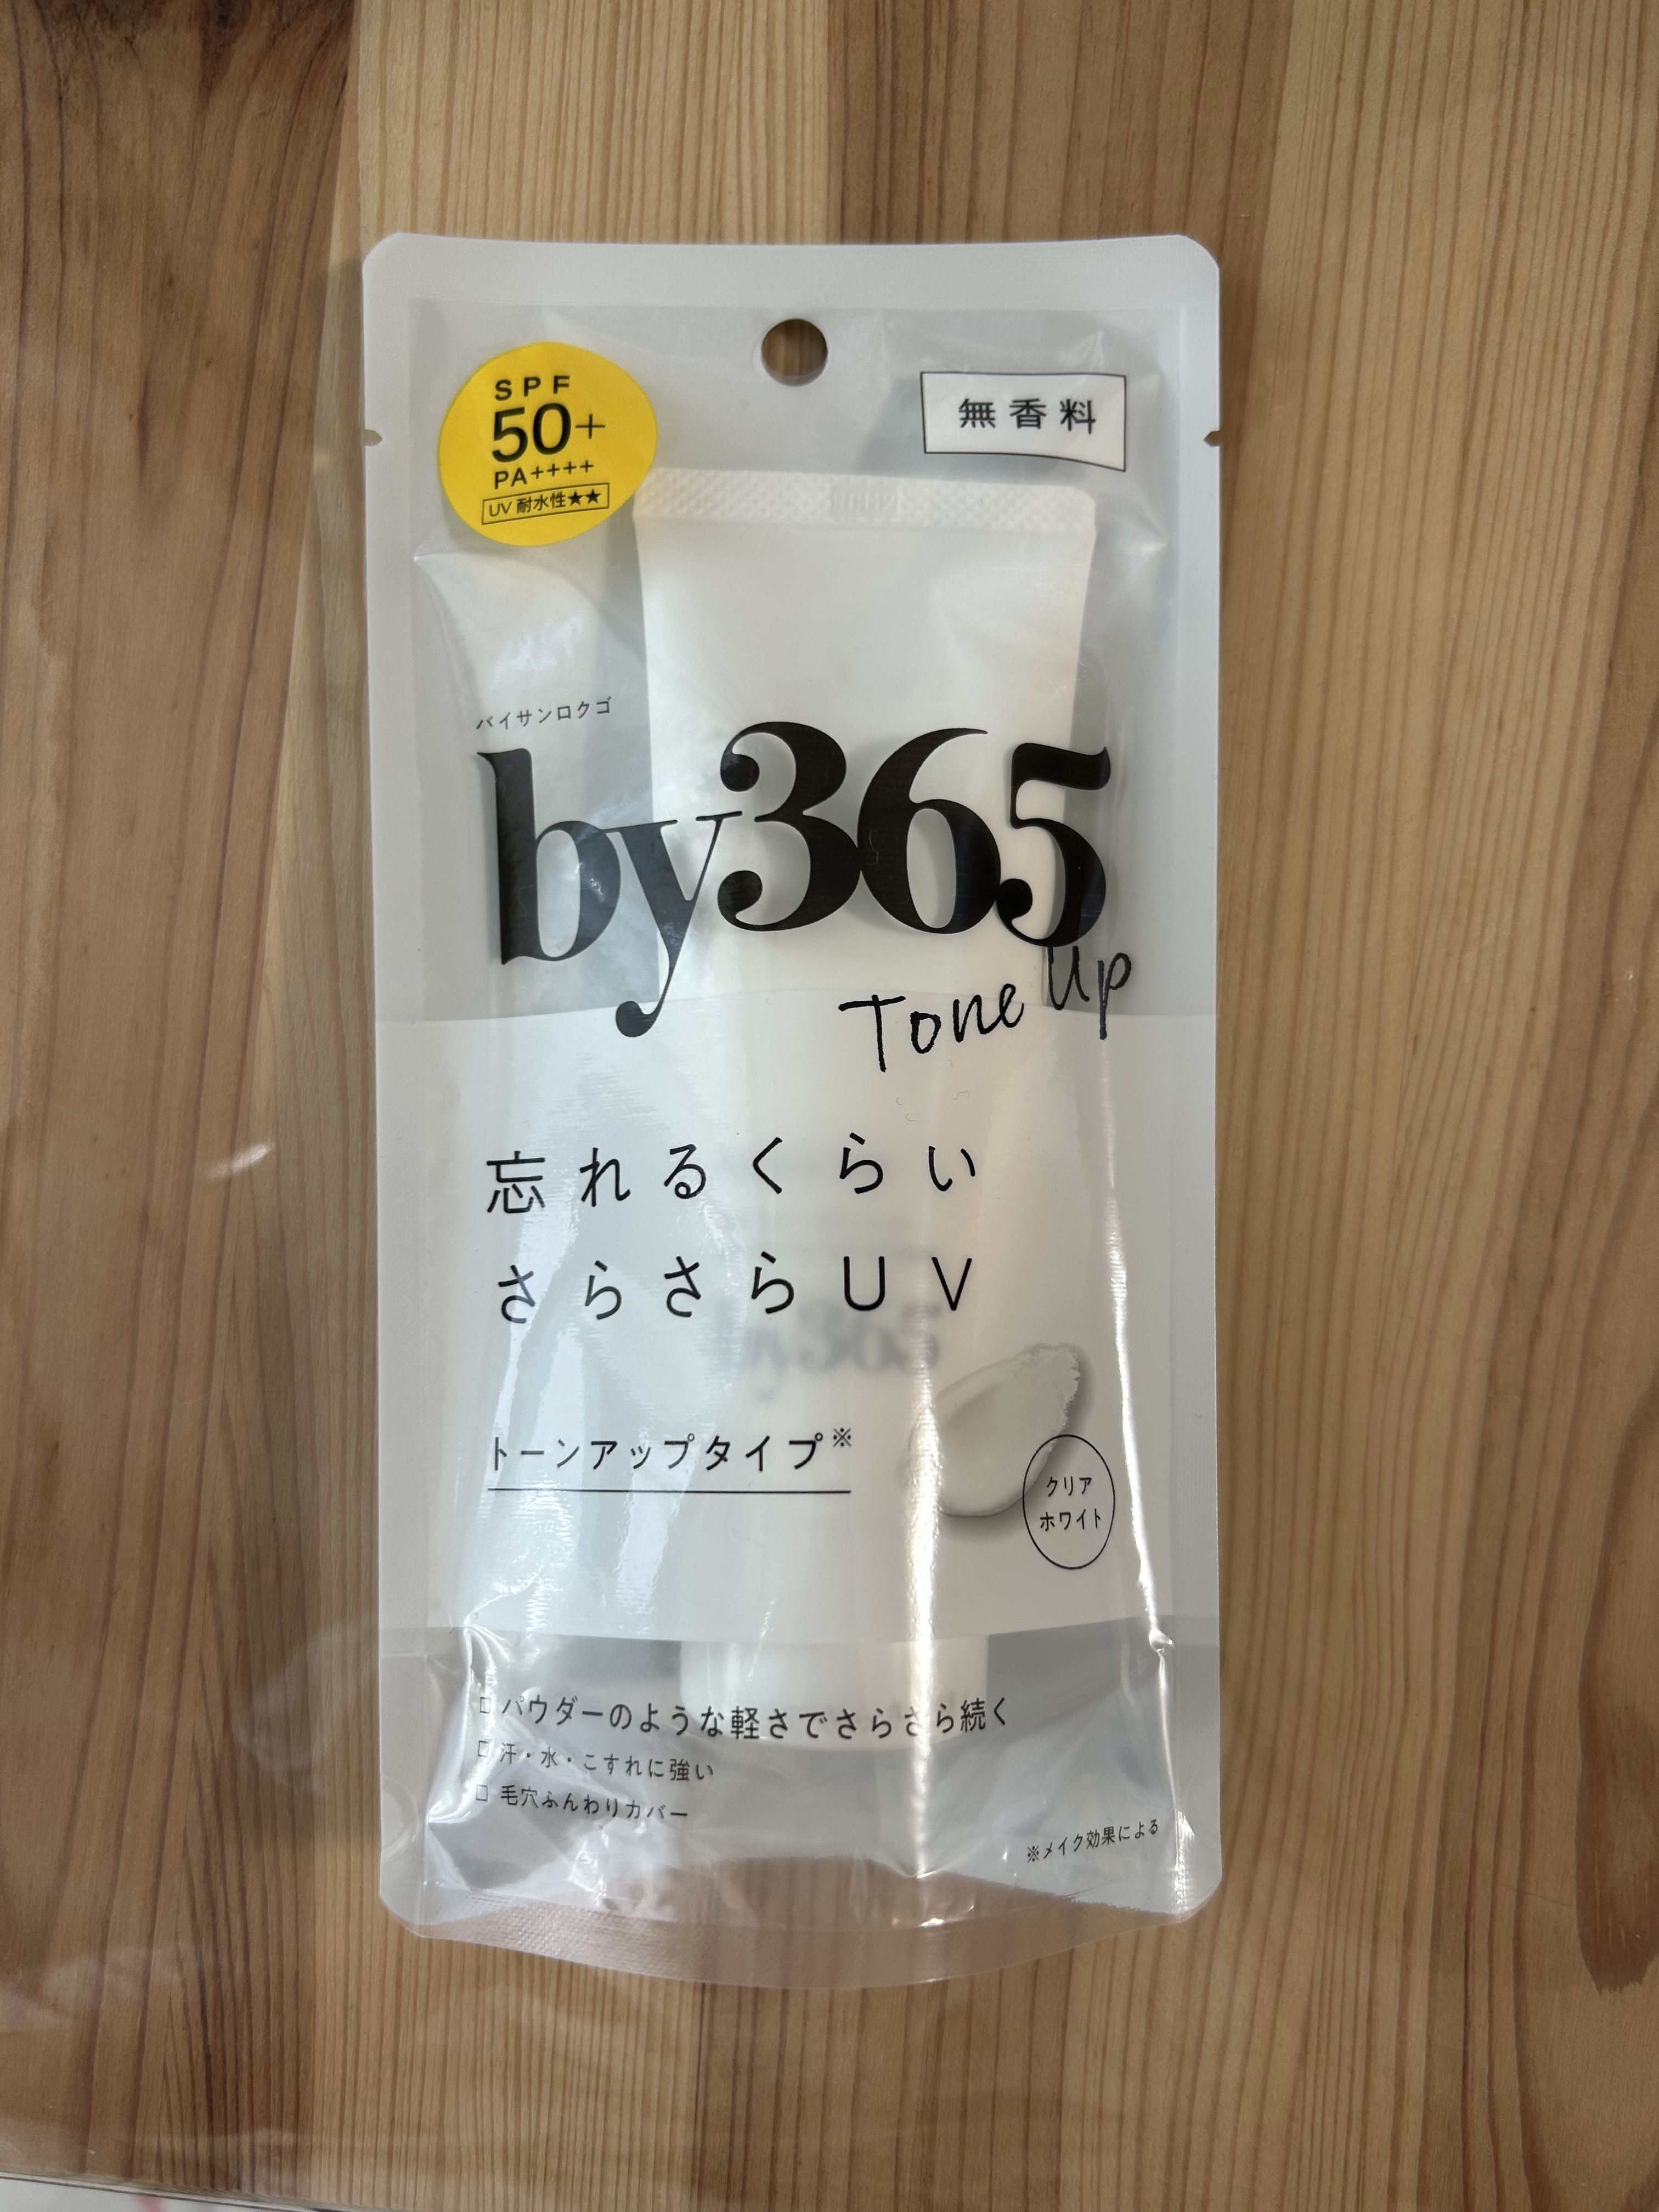 SPF
50+
PA++++
UV 耐水性★★
無香料
バイサンロクゴ
by365
Tone Up
忘れるくらい
さらさらUV
by365
トーンアップタイプ※
クリア
ホワイト
□ パウダーのような軽さでさらさら続く
□ 汗・水・こすれに強い
□ 毛穴ふんわりカバー
※メイク効果による